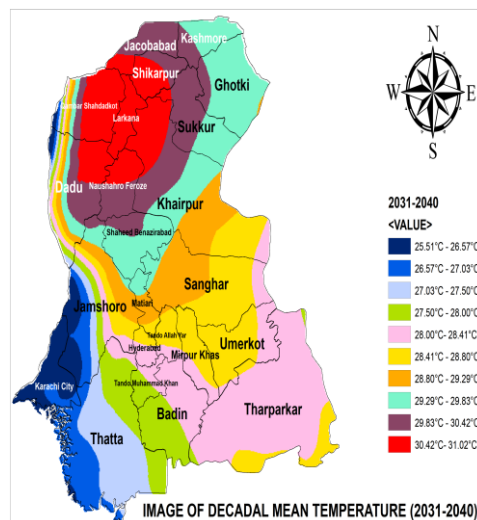 Jacobabad
Kashmore
Shikarpur
Ghotki
Kambar Shahdadkot
Larkana
Sukkur
Dadu
Naushahro Feroze
Khairpur
Shaheed Benazirabad
Sanghar
Jamshoro
Matiari
Tando Allah Yar
Umerkot
Hyderabad
Mirpur Khas
Karachi City
Tando Muhammad Khan
Badin
Tharparkar
Thatta
N
W
E
S
2031-2040
<VALUE>
25.51°C - 26.57°C
26.57°C - 27.03°C
27.03°C - 27.50°C
27.50°C - 28.00°C
28.00°C- 28.41°C
28.41°C - 28.80°C
28.80°C - 29.29°C
29.29°C - 29.83°C
29.83°C - 30.42°C
30.42°C - 31.02°C
IMAGE OF DECADAL MEAN TEMPERATURE (2031-2040)